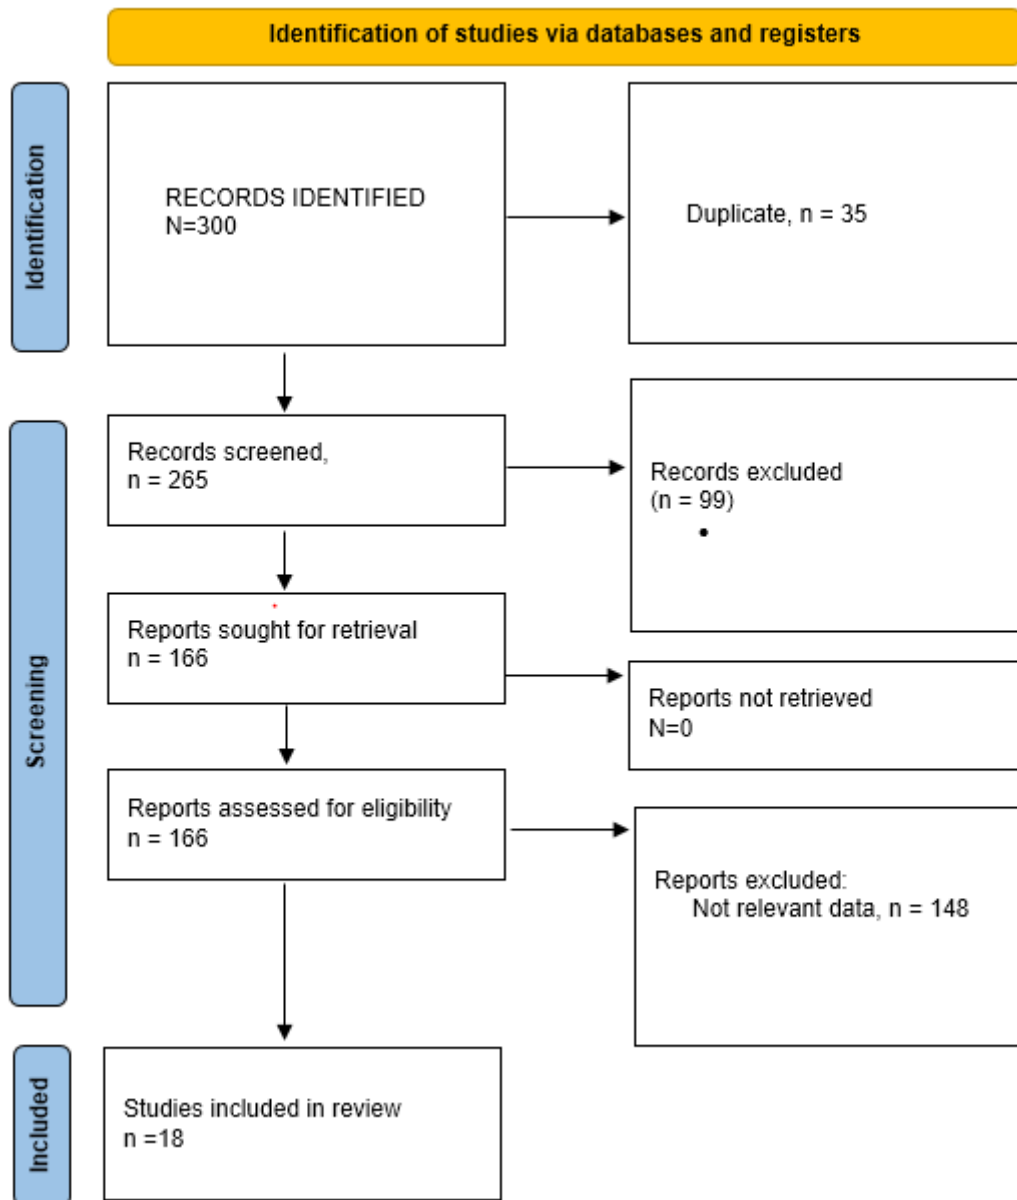 Identification of studies via databases and registers
Identification
RECORDS IDENTIFIED
N=300
Duplicate, n = 35
Screening
Records screened,
n = 265
Records excluded
(n = 99)
•
Reports sought for retrieval
n = 166
Reports not retrieved
N=0
Reports assessed for eligibility
n = 166
Reports excluded:
Not relevant data, n = 148
Included
Studies included in review
n =18